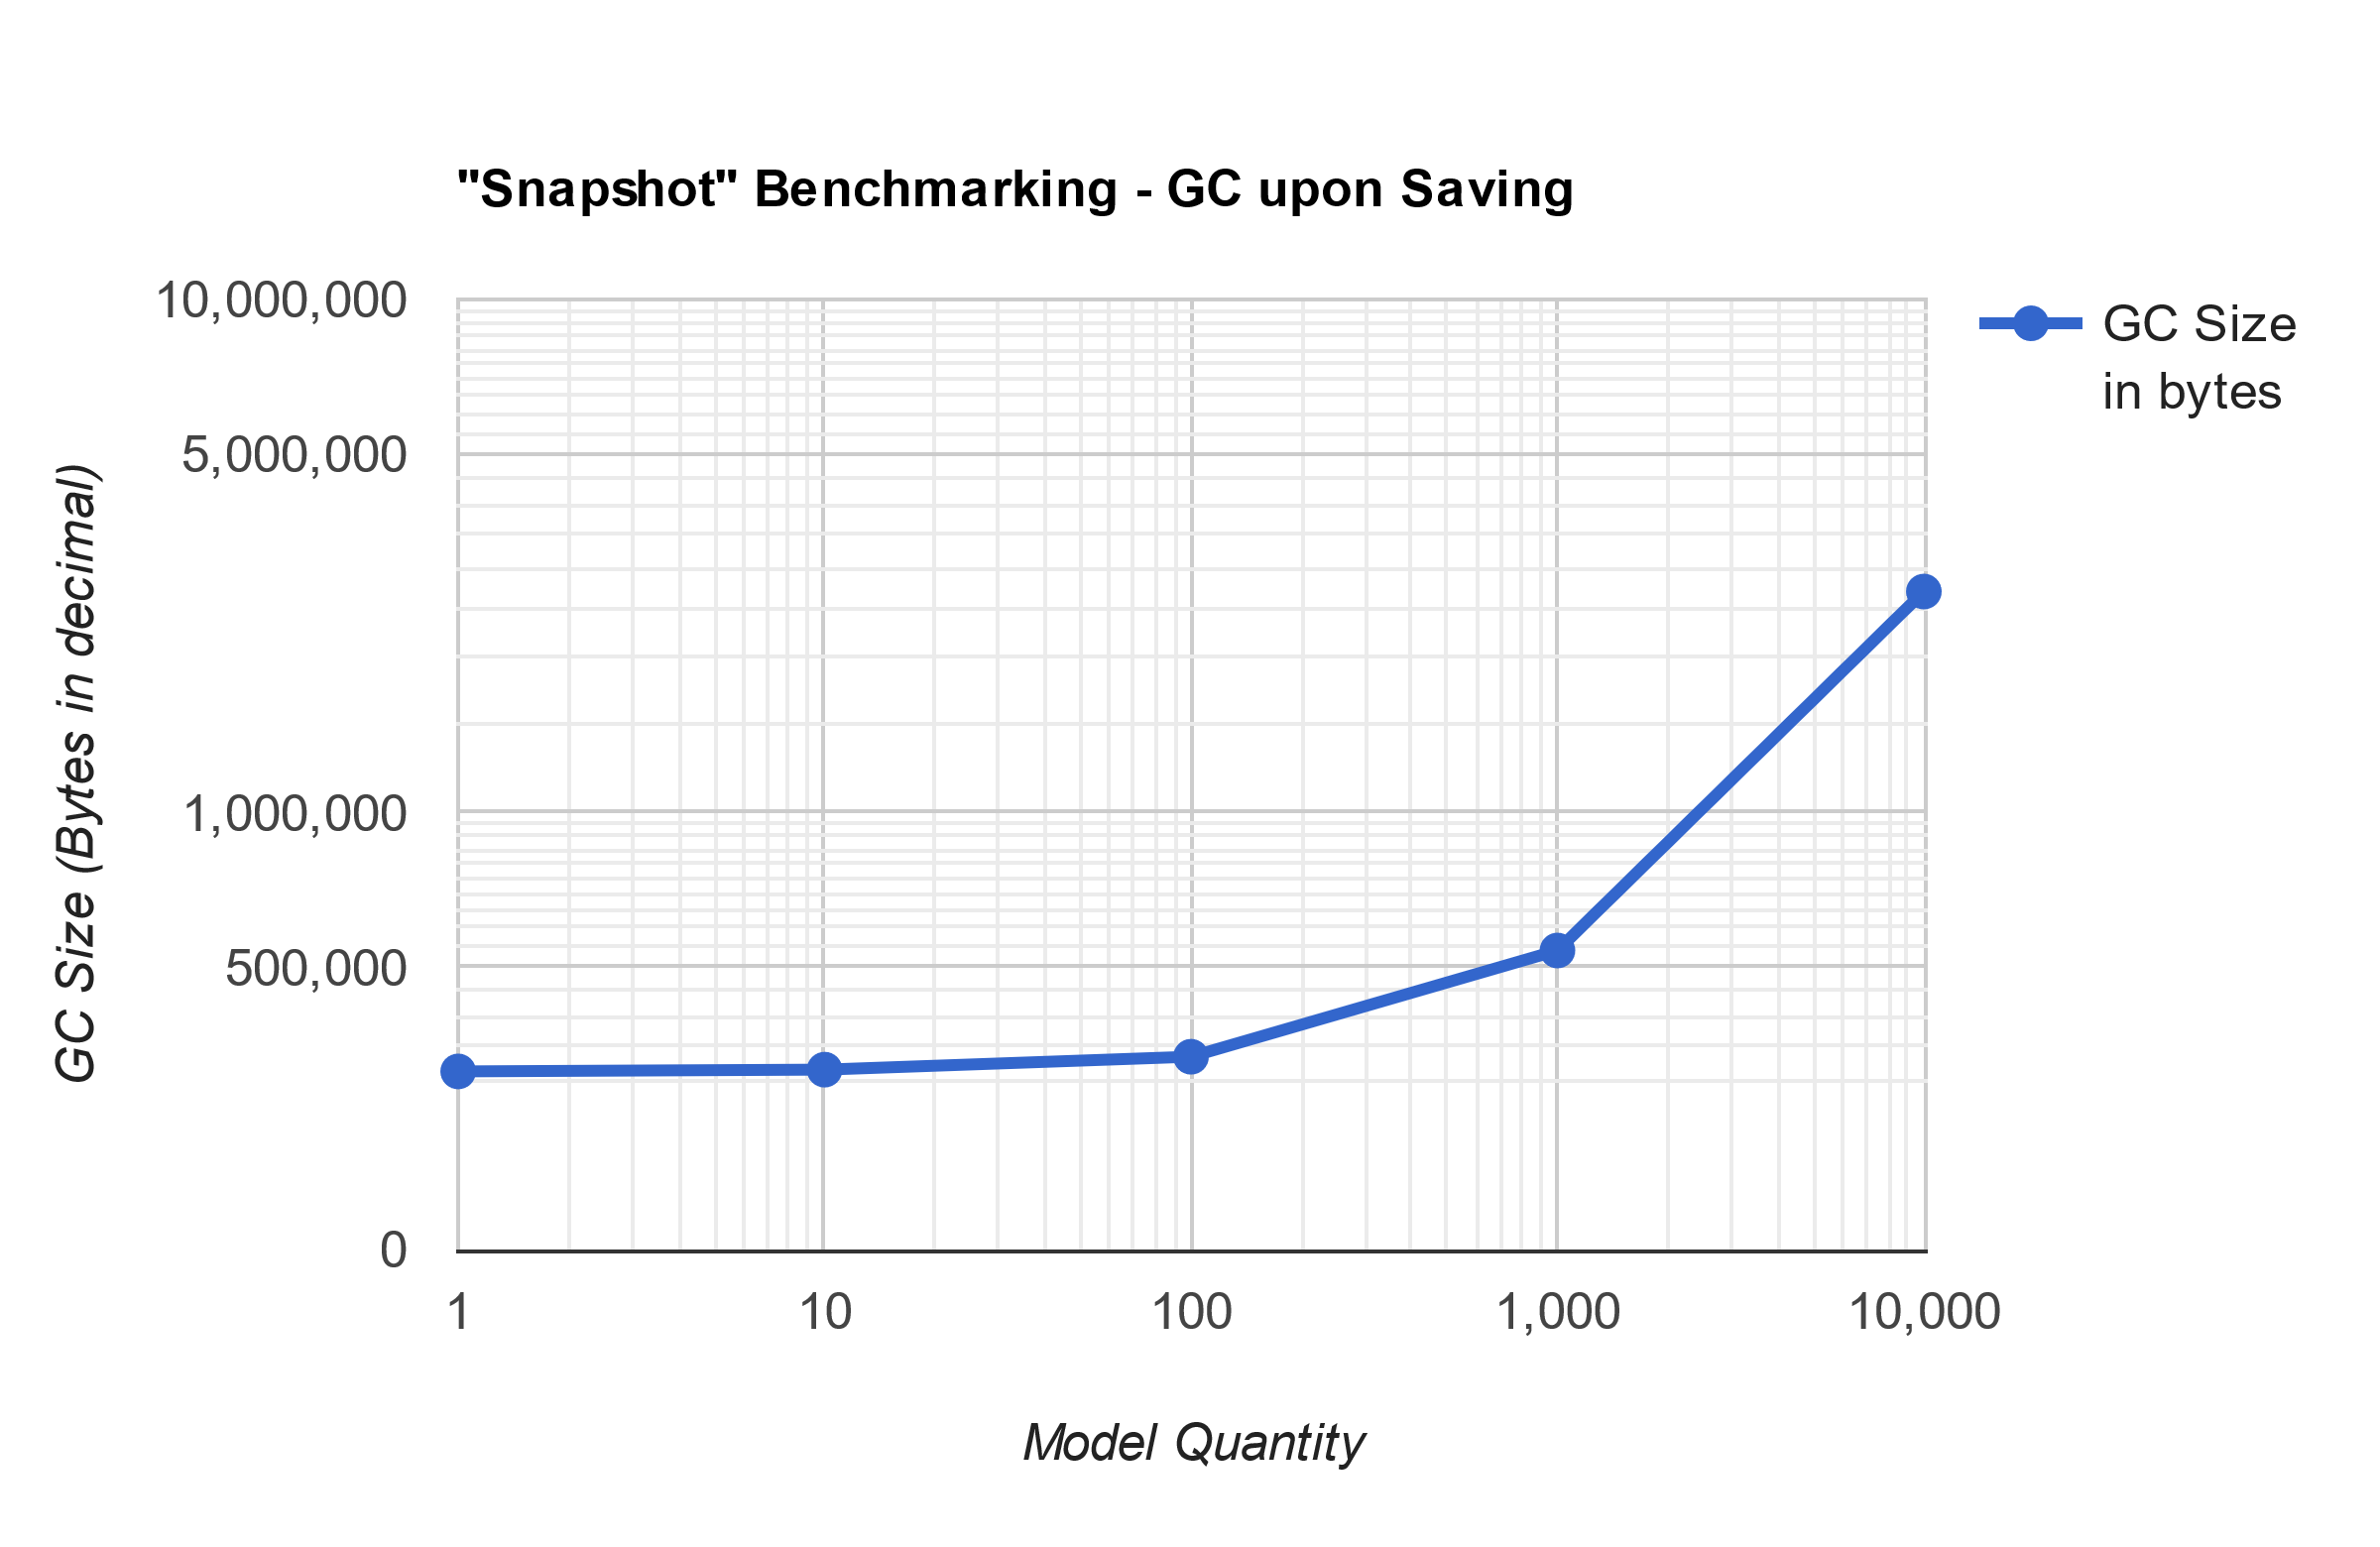 "Snapshot" Benchmarking - GC upon Saving
10,000,000
5,000,000
1,000,000
500,000
0
GC Size (Bytes in decimal)
GC Size
in bytes
1
10
100
1,000
10,000
Model Quantity